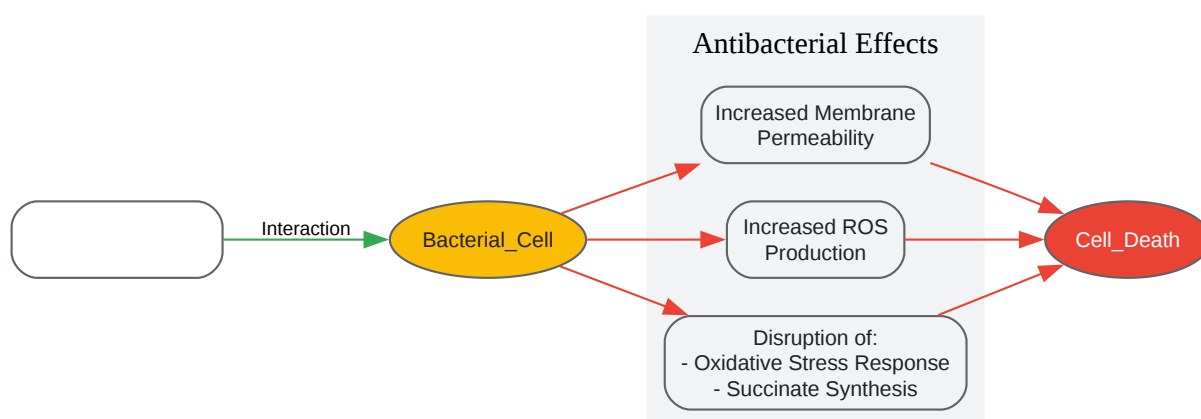 Antibacterial Effects
Increased Membrane
Permeability
Interaction
Bacterial_Cell
Increased ROS
Production
Cell_Death
Disruption of:
- Oxidative Stress Response
- Succinate Synthesis